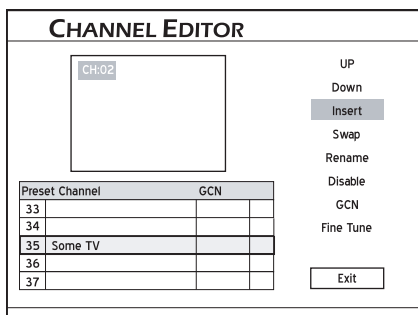 CHANNEL EDITOR
CH:02
UP
Down
Insert
Swap
Rename
Disable
GCN
Fine Tune
Exit
Preset Channel GCN
33
34
35 Some TV
36
37